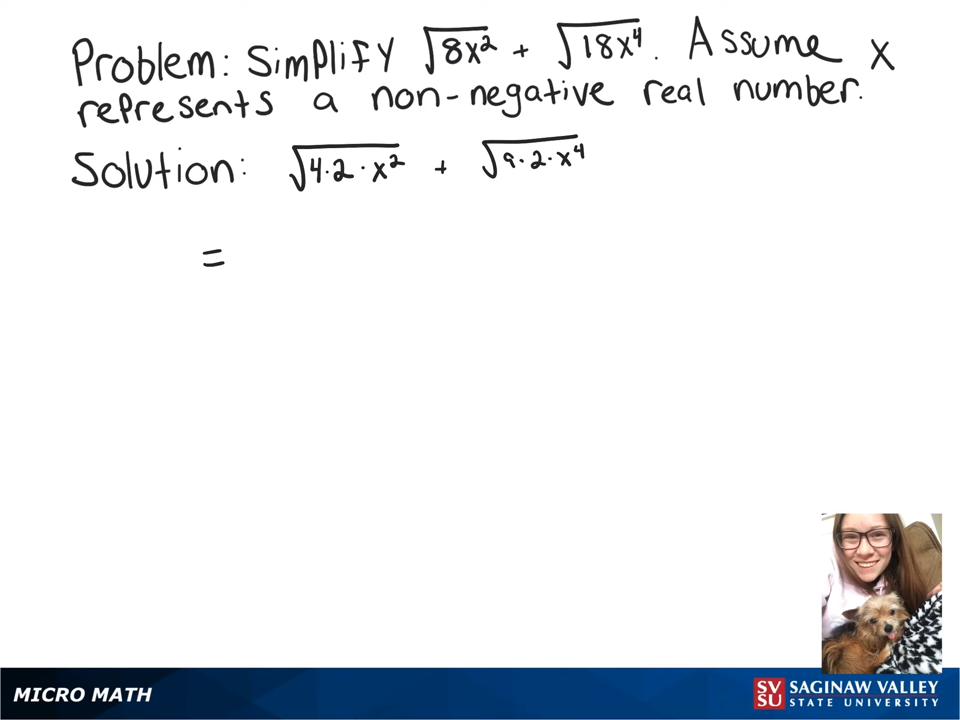 Problem: Simplify √8x² + √18x⁴. Assume x
represents a non-negative real number.
Solution: √4·2·x² + √9·2·x⁴
=
MICRO MATH
SV
SU
SAGINAW VALLEY
STATE UNIVERSITY